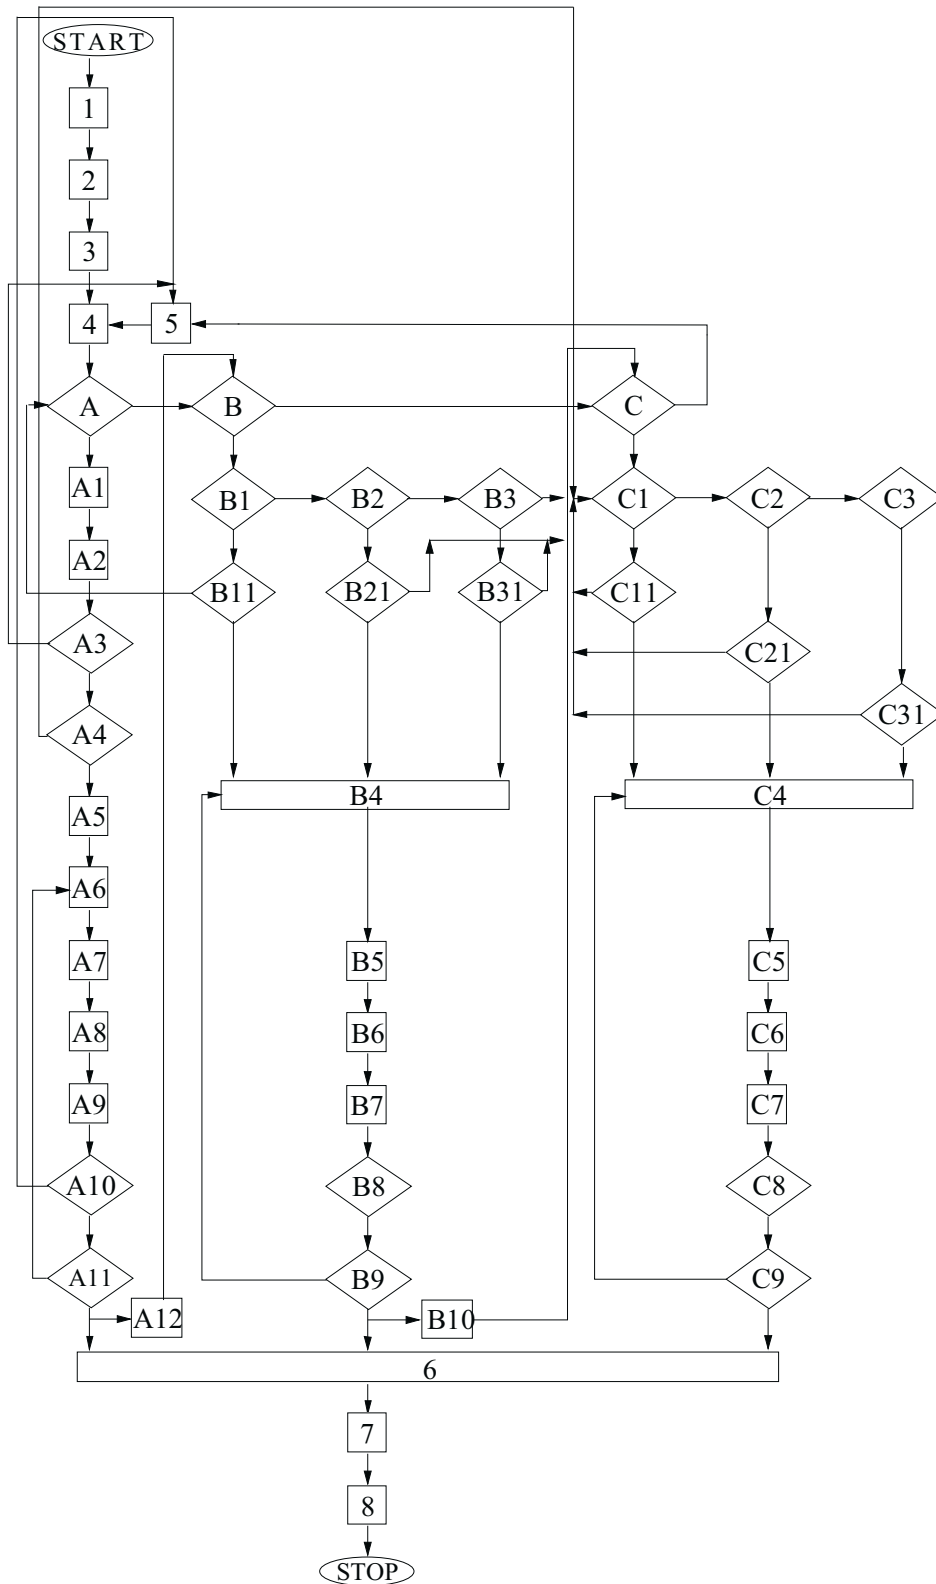 START
1
2
3
4 5
A B C
A1 B1 B2 B3 C1 C2 C3
A2 B11 B21 B31 C11
A3 C21
A4 C31
A5 B4 C4
A6
A7 B5 C5
A8 B6 C6
A9 B7 C7
A10 B8 C8
A11 B9 C9
A12 B10
6
7
8
STOP